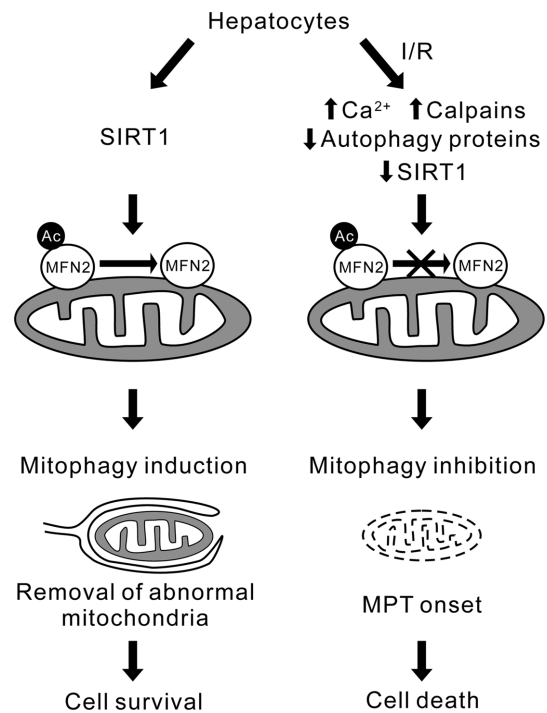 Hepatocytes
I/R
SIRT1
↑Ca²⁺ ↑Calpains
↓Autophagy proteins
↓SIRT1
Ac
MFN2 MFN2
Ac
MFN2 MFN2
Mitophagy induction
Removal of abnormal
mitochondria
Cell survival
Mitophagy inhibition
MPT onset
Cell death